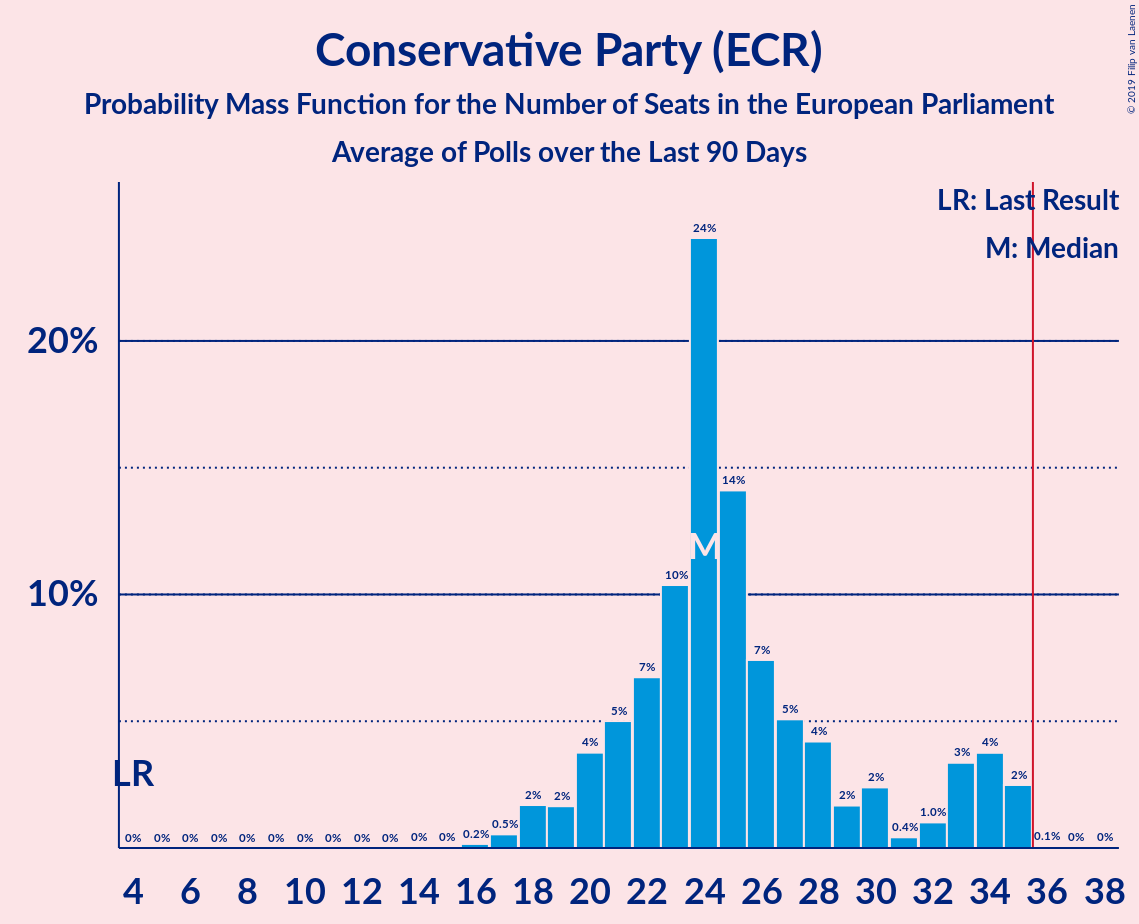 Conservative Party (ECR)
Probability Mass Function for the Number of Seats in the European Parliament
Average of Polls over the Last 90 Days
© 2019 Filip van Laenen
LR: Last Result
M: Median
24%
20%
14%
M
10%
10%
7%
7%
5%
5%
4%
4%
4%
3%
LR
2%
2%
2%
2%
2%
1.0%
0.5%
0.4%
0% 0% 0% 0% 0% 0% 0% 0% 0% 0% 0% 0% 0.2% 0.1% 0% 0%
4 6 8 10 12 14 16 18 20 22 24 26 28 30 32 34 36 38